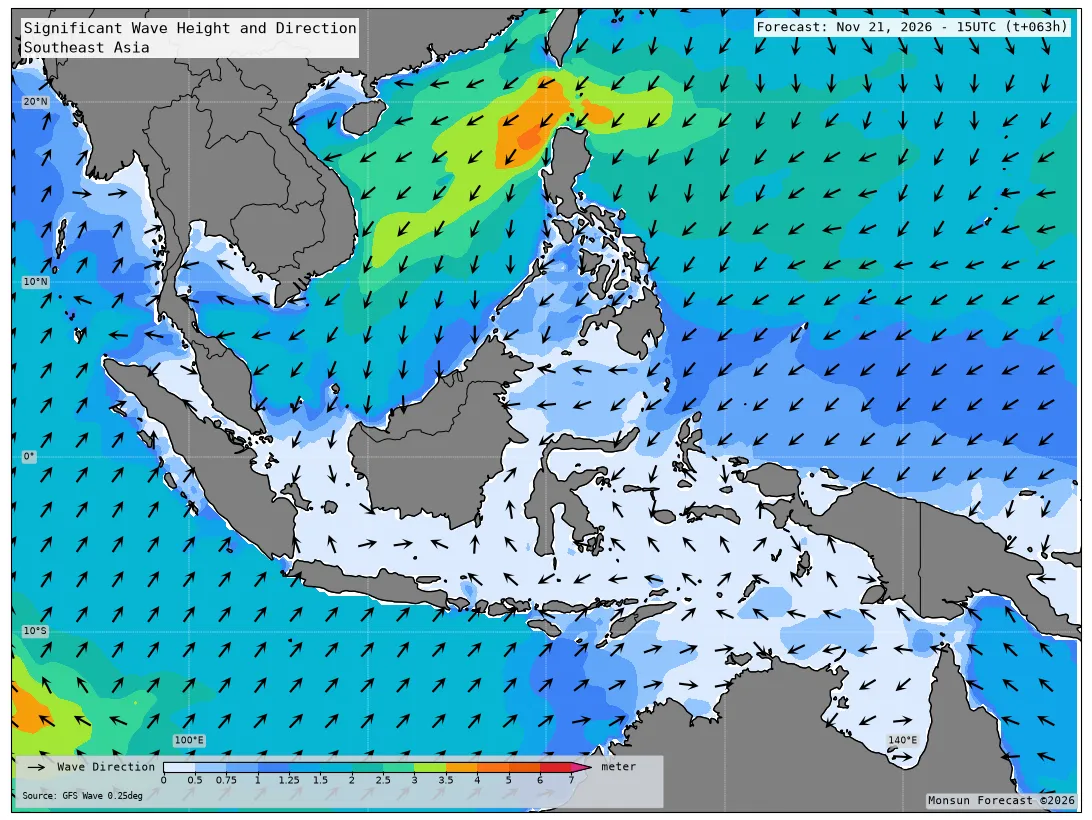 Significant Wave Height and Direction
Southeast Asia
Forecast: Nov 21, 2026 - 15UTC (t+063h)
20°N
10°N
0°
10°S
100°E
140°E
Wave Direction
0 0.5 0.75 1 1.25 1.5 2 2.5 3 3.5 4 5 6 7
meter
Source: GFS Wave 0.25deg
Monsun Forecast ©2026